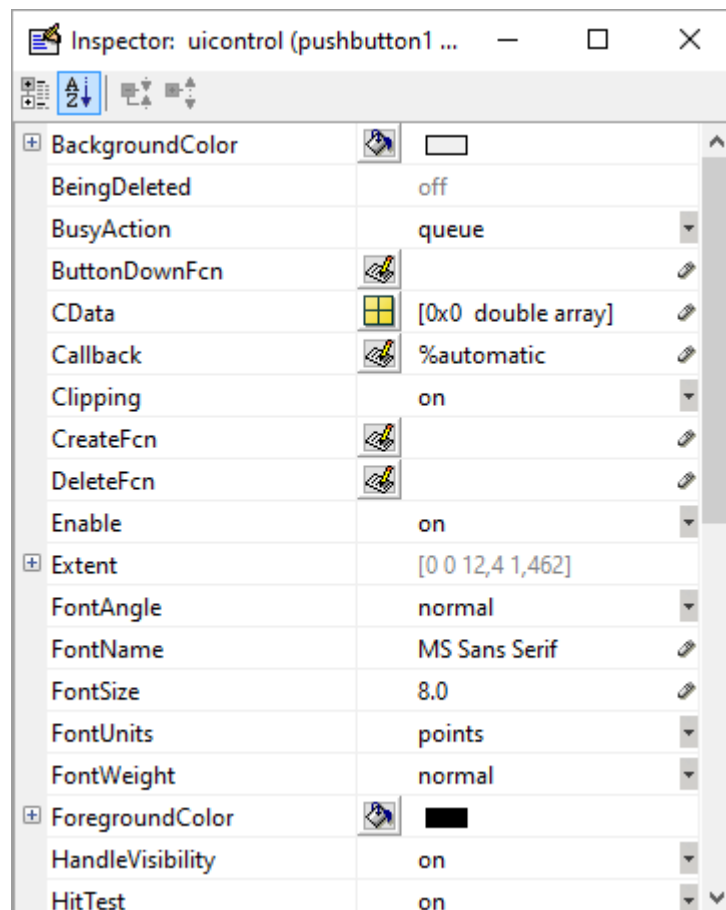 Inspector: uicontrol (pushbutton1 ...
BackgroundColor
BeingDeleted off
BusyAction queue
ButtonDownFcn
CData [0x0 double array]
Callback %automatic
Clipping on
CreateFcn
DeleteFcn
Enable on
Extent [0 0 12,4 1,462]
FontAngle normal
FontName MS Sans Serif
FontSize 8.0
FontUnits points
FontWeight normal
ForegroundColor
HandleVisibility on
HitTest on